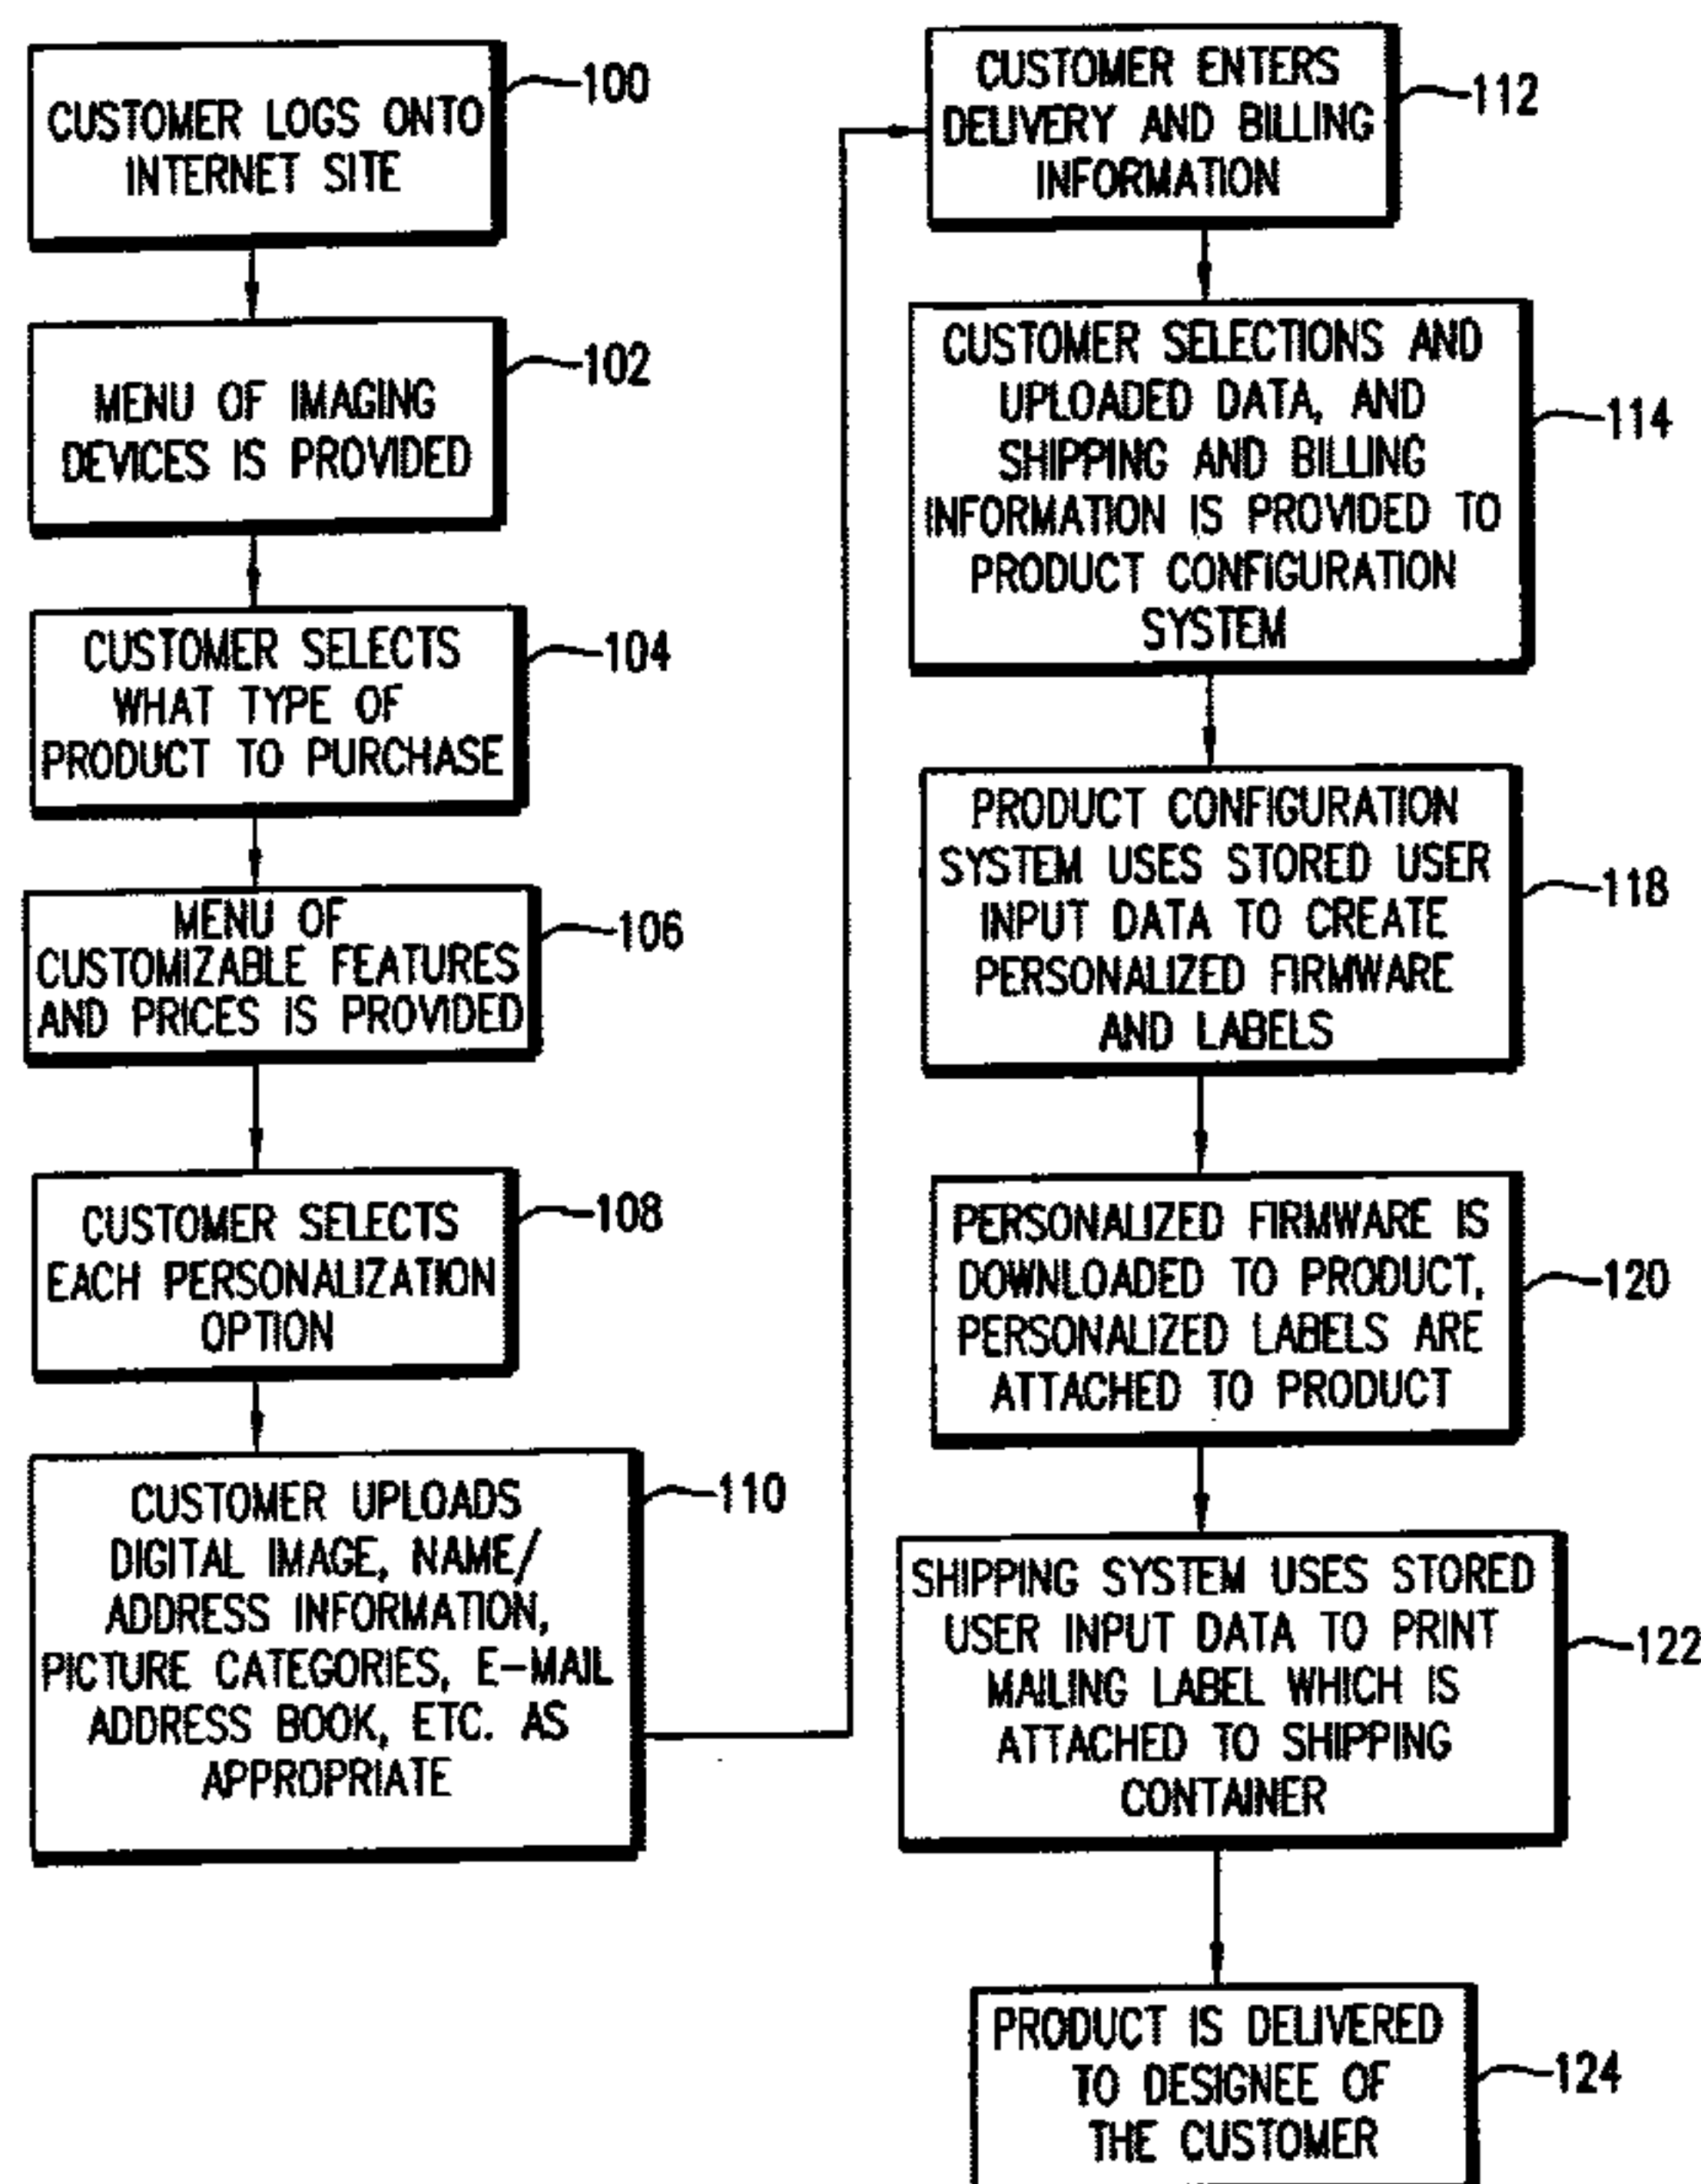 CUSTOMER LOGS ONTO
INTERNET SITE
100
MENU OF IMAGING
DEVICES IS PROVIDED
102
CUSTOMER SELECTS
WHAT TYPE OF
PRODUCT TO PURCHASE
104
MENU OF
CUSTOMIZABLE FEATURES
AND PRICES IS PROVIDED
106
CUSTOMER SELECTS
EACH PERSONALIZATION
OPTION
108
CUSTOMER UPLOADS
DIGITAL IMAGE, NAME/
ADDRESS INFORMATION,
PICTURE CATEGORIES, E-MAIL
ADDRESS BOOK, ETC. AS
APPROPRIATE
110
CUSTOMER ENTERS
DELIVERY AND BILLING
INFORMATION
112
CUSTOMER SELECTIONS AND
UPLOADED DATA, AND
SHIPPING AND BILLING
INFORMATION IS PROVIDED TO
PRODUCT CONFIGURATION
SYSTEM
114
PRODUCT CONFIGURATION
SYSTEM USES STORED USER
INPUT DATA TO CREATE
PERSONALIZED FIRMWARE
AND LABELS
118
PERSONALIZED FIRMWARE IS
DOWNLOADED TO PRODUCT,
PERSONALIZED LABELS ARE
ATTACHED TO PRODUCT
120
SHIPPING SYSTEM USES STORED
USER INPUT DATA TO PRINT
MAILING LABEL WHICH IS
ATTACHED TO SHIPPING
CONTAINER
122
PRODUCT IS DELIVERED
TO DESIGNEE OF
THE CUSTOMER
124